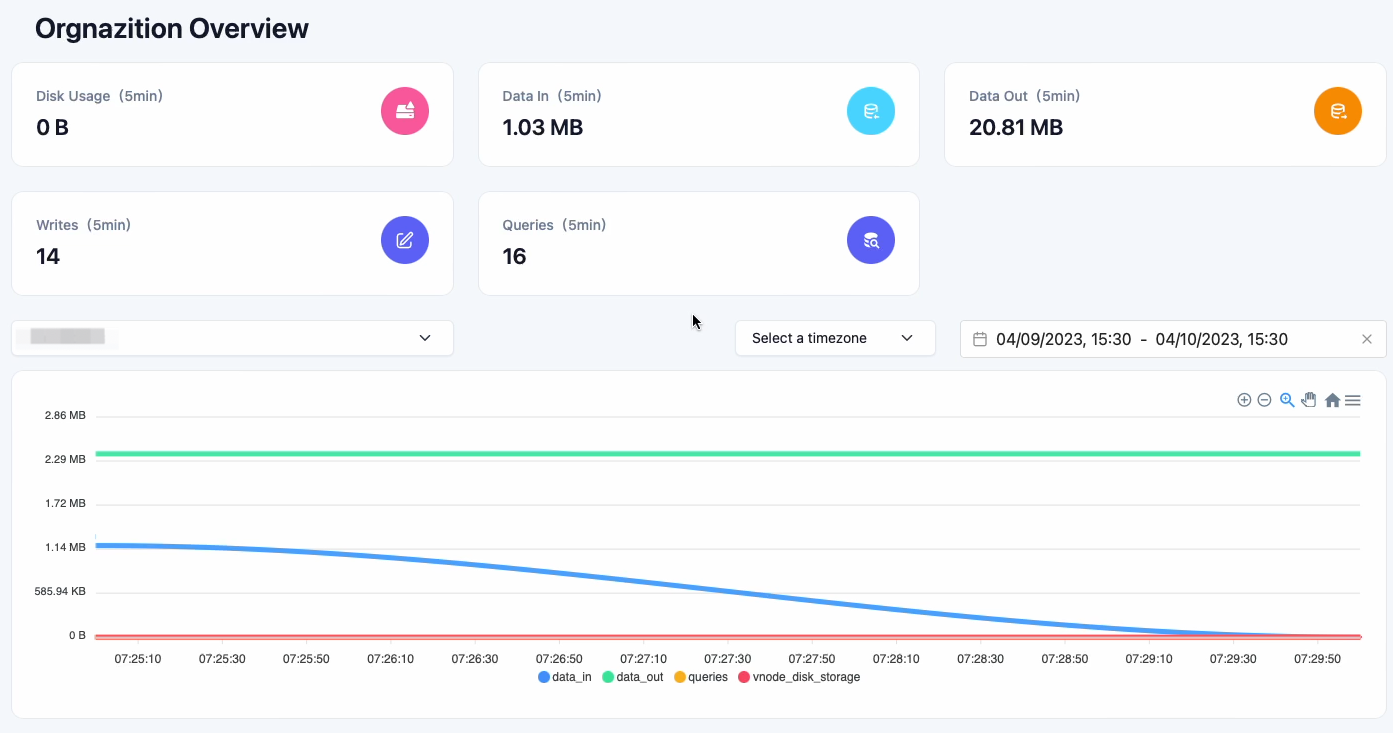 Orgnazition Overview
Disk Usage (5min)
0 B
Data In (5min)
1.03 MB
Data Out (5min)
20.81 MB
Writes (5min)
14
Queries (5min)
16
Select a timezone
04/09/2023, 15:30 - 04/10/2023, 15:30
2.86 MB
2.29 MB
1.72 MB
1.14 MB
585.94 KB
0 B
07:25:10 07:25:30 07:25:50 07:26:10 07:26:30 07:26:50 07:27:10 07:27:30 07:27:50 07:28:10 07:28:30 07:28:50 07:29:10 07:29:30 07:29:50
data_in data_out queries vnode_disk_storage